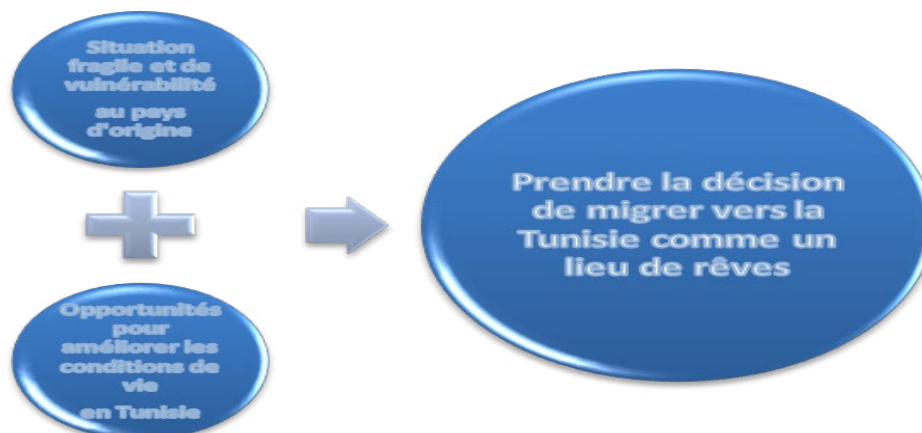 Situation
fragile et de
vulnérabilité
au pays
d'origine
Opportunités
pour
améliorer les
conditions de
vie
en Tunisie
Prendre la décision
de migrer vers la
Tunisie comme un
lieu de rêves